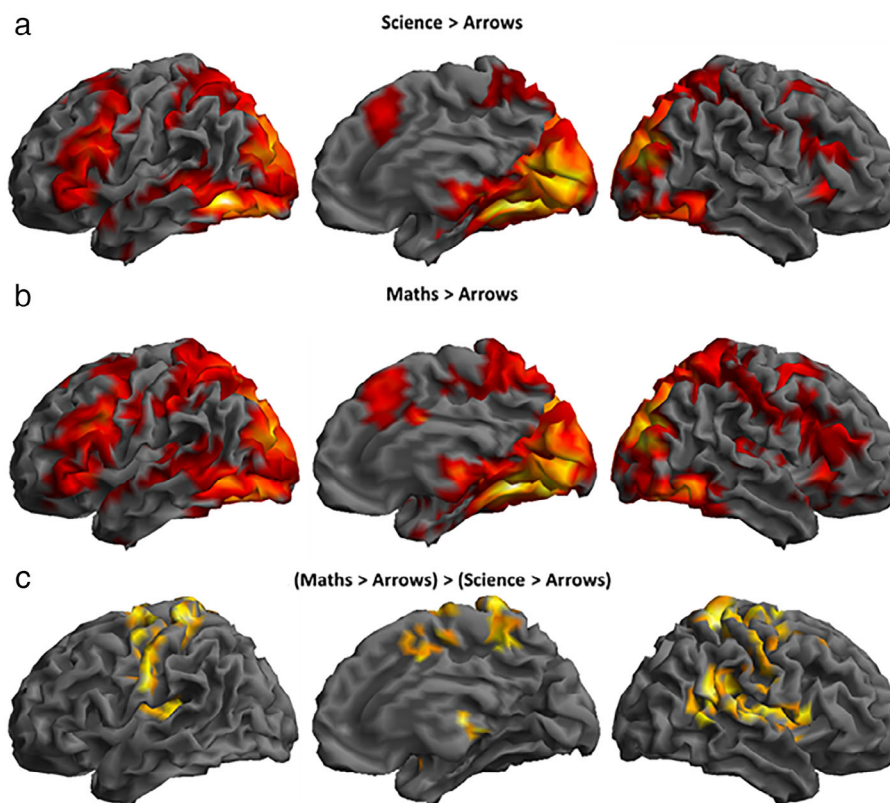 a
Science > Arrows
b
Maths > Arrows
c
(Maths > Arrows) > (Science > Arrows)